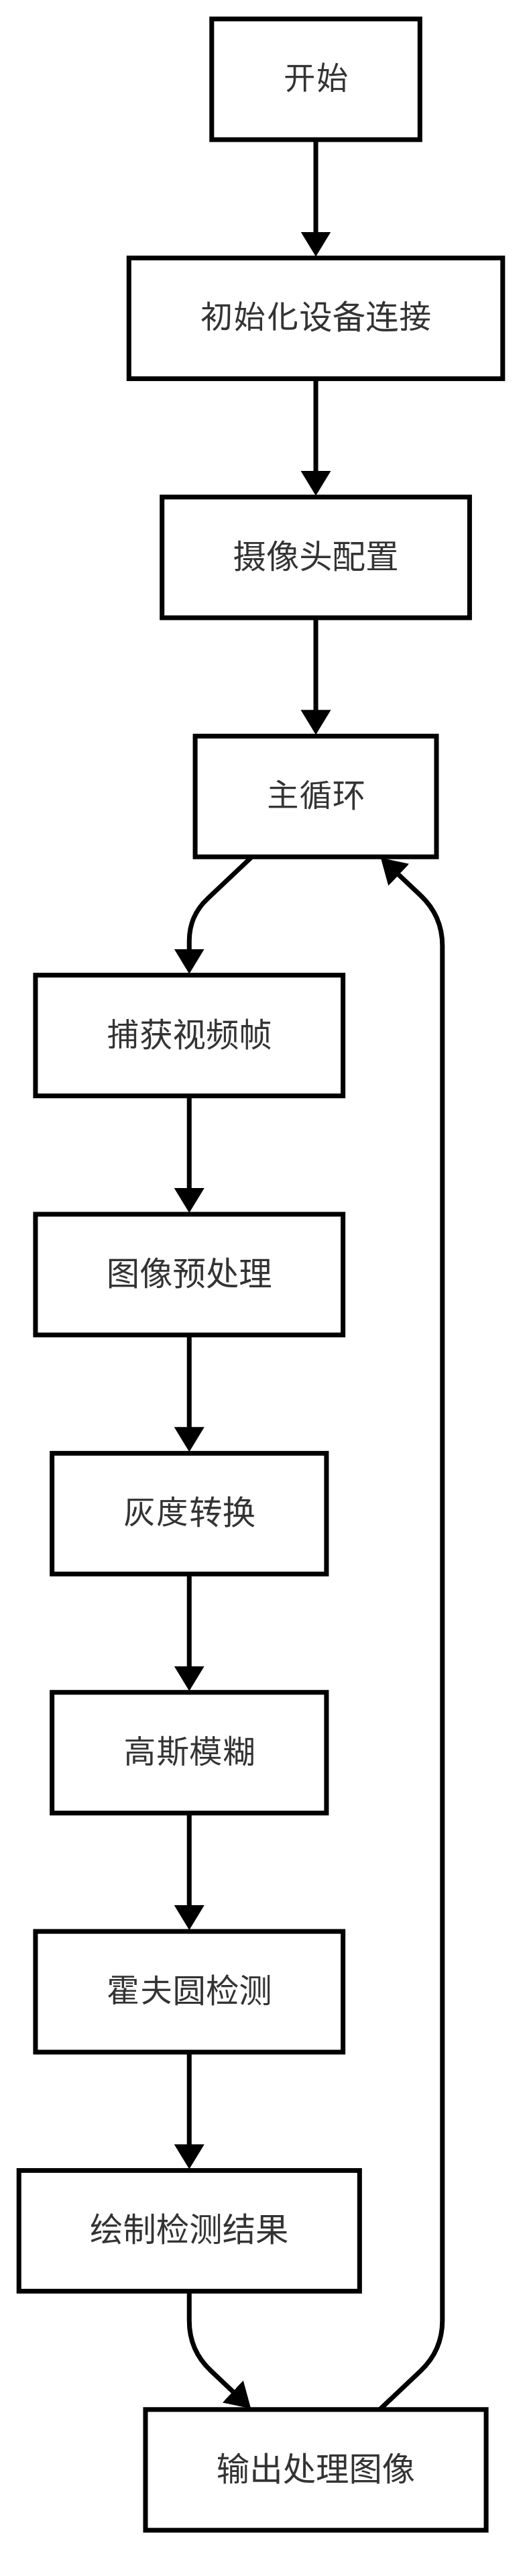 开始
初始化设备连接
摄像头配置
主循环
捕获视频帧
图像预处理
灰度转换
高斯模糊
霍夫圆检测
绘制检测结果
输出处理图像